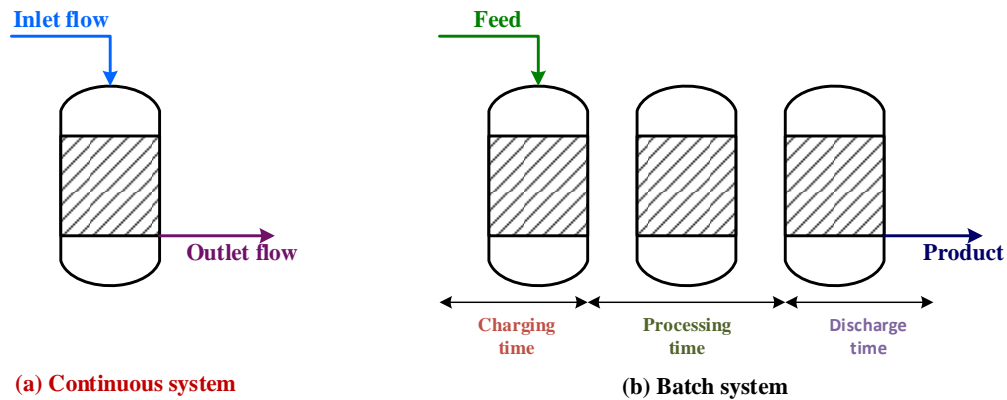 Inlet flow
Feed
Outlet flow
Product
Charging
time
Processing
time
Discharge
time
(a) Continuous system
(b) Batch system